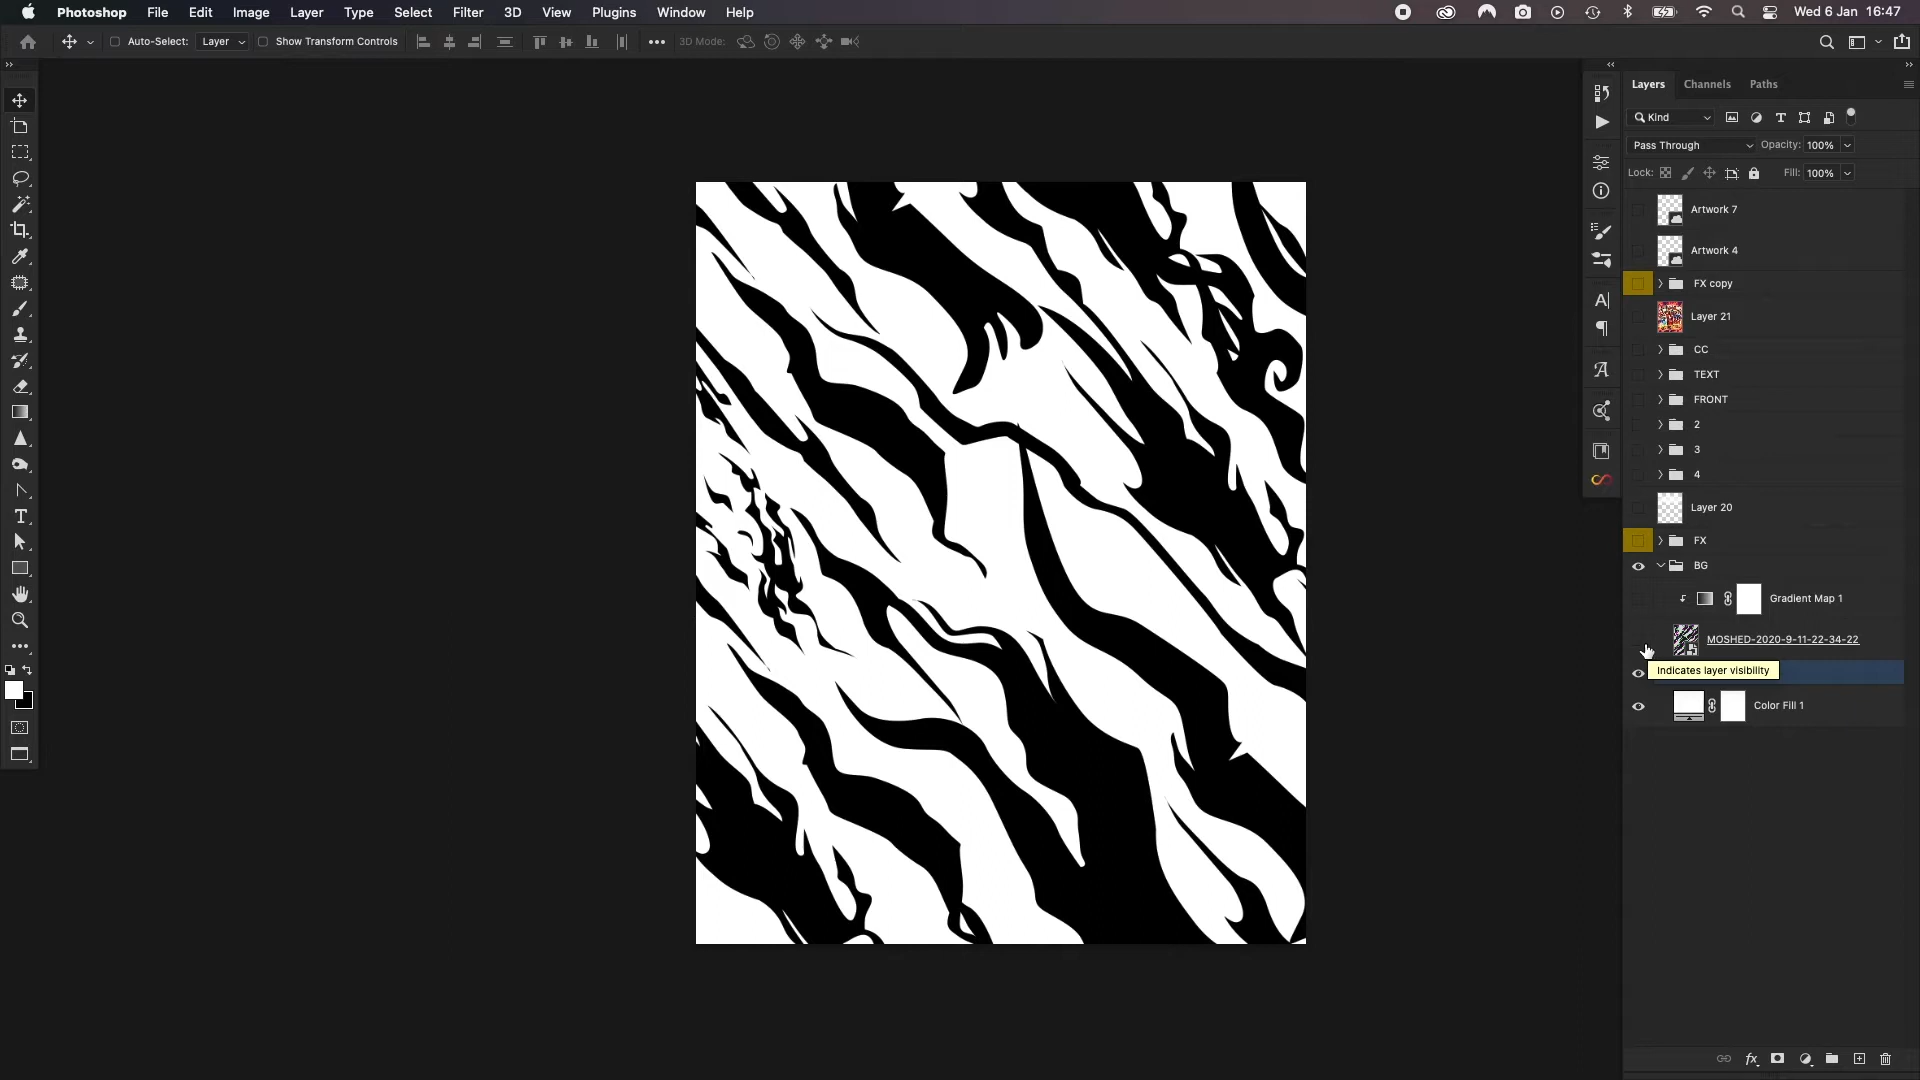 Photoshop File Edit Image Layer Type Select Filter 3D View Plugins Window Help Wed 6 Jan 16:47
Auto-Select: Layer Show Transform Controls 3D Mode:
Layers Channels Paths
Kind
Pass Through Opacity: 100%
Lock: Fill: 100%
Artwork 7
Artwork 4
FX copy
Layer 21
CC
TEXT
FRONT
2
3
4
Layer 20
FX
BG
Gradient Map 1
MOSHED-2020-9-11-22-34-22
Indicates layer visibility
Color Fill 1